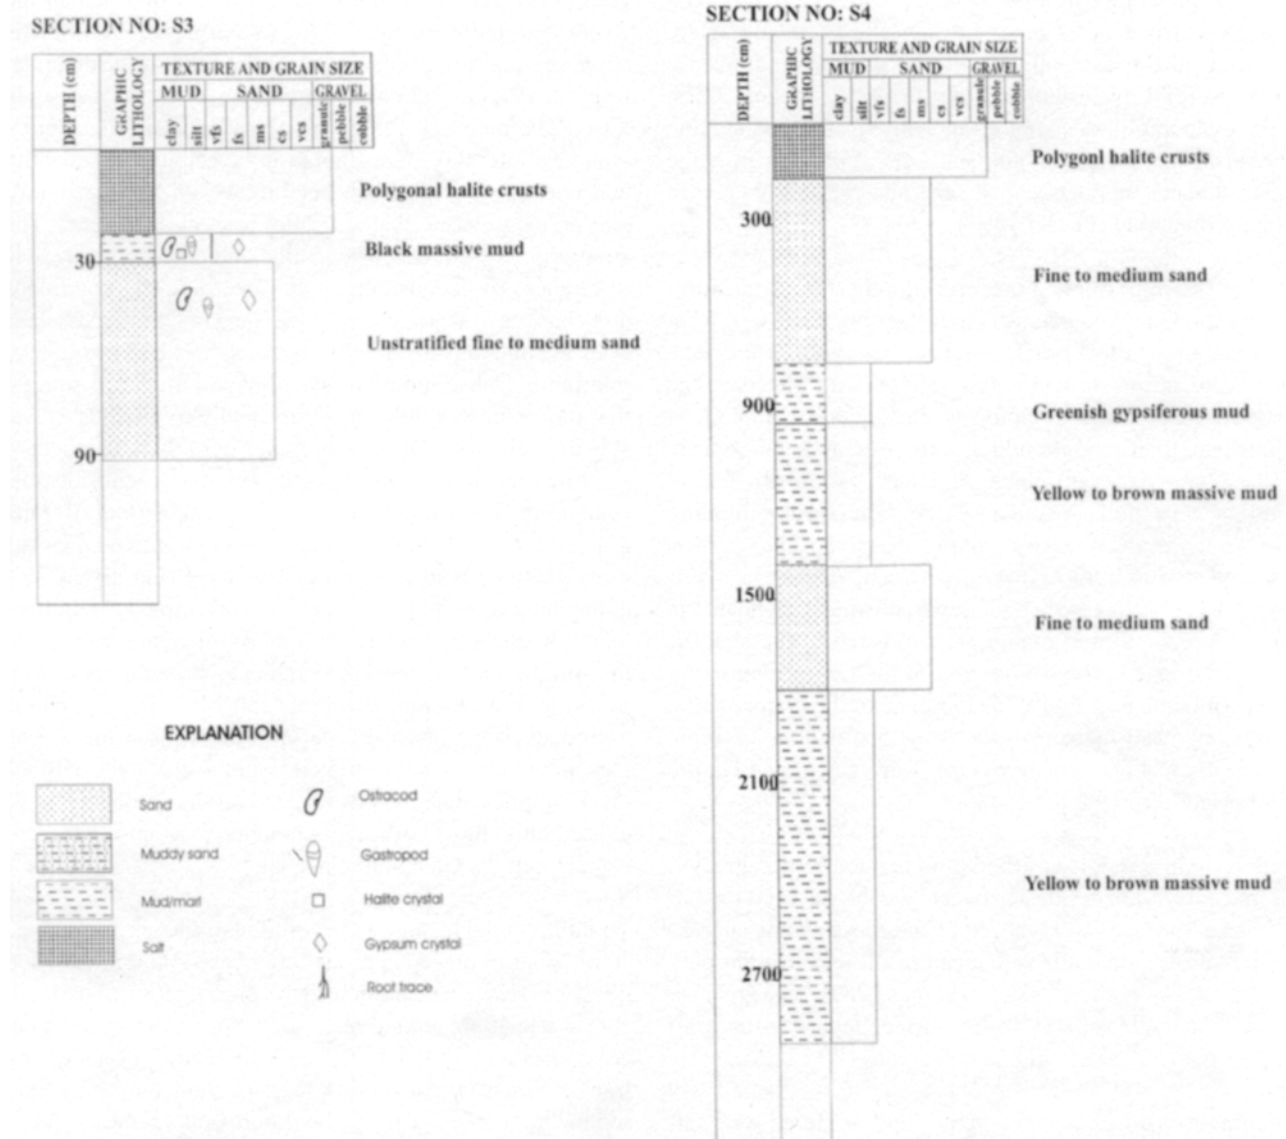 SECTION NO: S3
DEPTH (cm)
GRAPHIC
LITHOLOGY
TEXTURE AND GRAIN SIZE
MUD SAND GRAVEL
clay silt vfs fs ms cs vcs granule pebble cobble
Polygonal halite crusts
Black massive mud
30
Unstratified fine to medium sand
90
EXPLANATION
Sand
Muddy sand
Mud/marl
Salt
Ostracod
Gastropod
Halite crystal
Gypsum crystal
Root trace
SECTION NO: S4
DEPTH (cm)
GRAPHIC
LITHOLOGY
TEXTURE AND GRAIN SIZE
MUD SAND GRAVEL
clay silt vfs fs ms cs vcs granule pebble cobble
Polygonl halite crusts
300
Fine to medium sand
900
Greenish gypsiferous mud
Yellow to brown massive mud
1500
Fine to medium sand
2100
Yellow to brown massive mud
2700